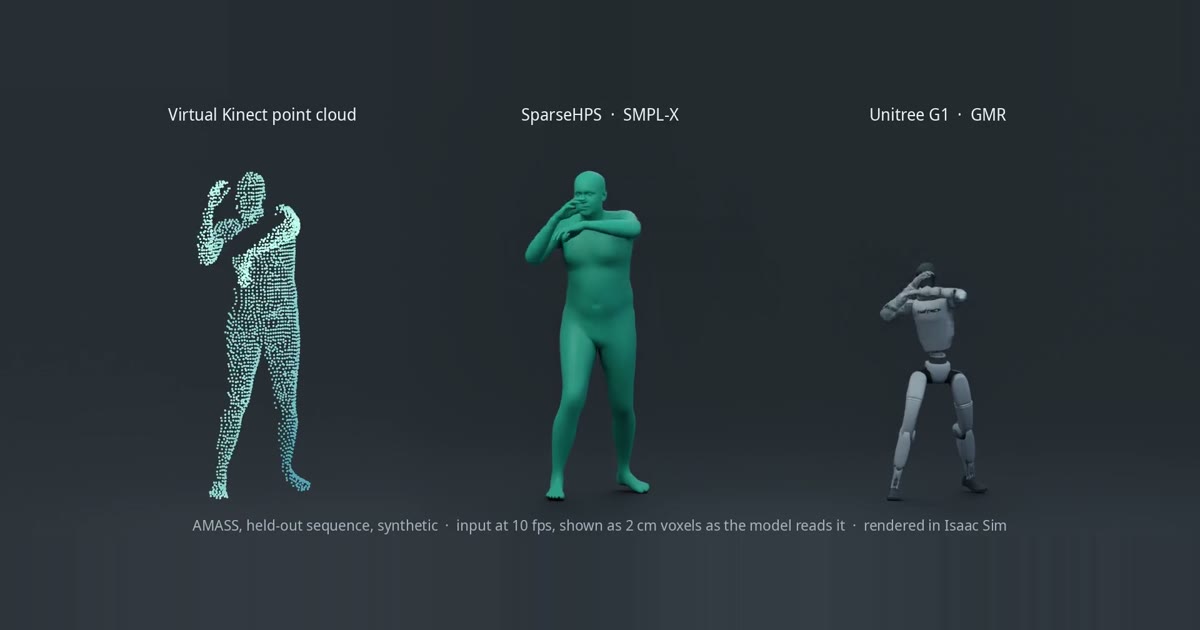 Virtual Kinect point cloud
SparseHPS · SMPL-X
Unitree G1 · GMR
AMASS, held-out sequence, synthetic · input at 10 fps, shown as 2 cm voxels as the model reads it · rendered in Isaac Sim